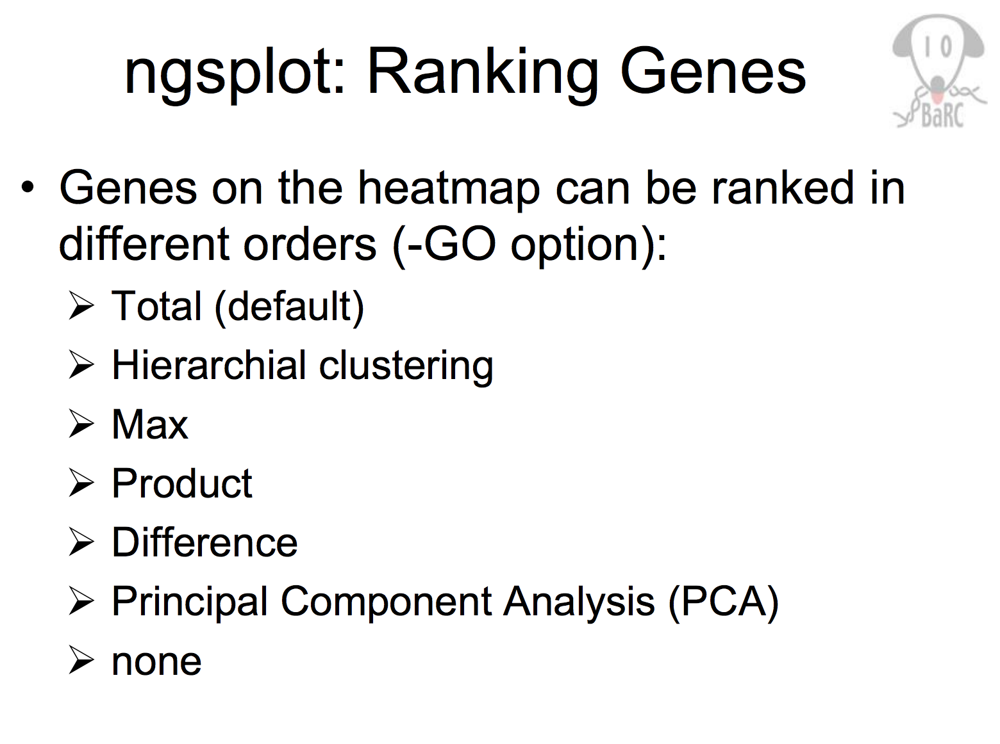 ngsplot: Ranking Genes
10
BaRC
• Genes on the heatmap can be ranked in
different orders (-GO option):
➢ Total (default)
➢ Hierarchial clustering
➢ Max
➢ Product
➢ Difference
➢ Principal Component Analysis (PCA)
➢ none